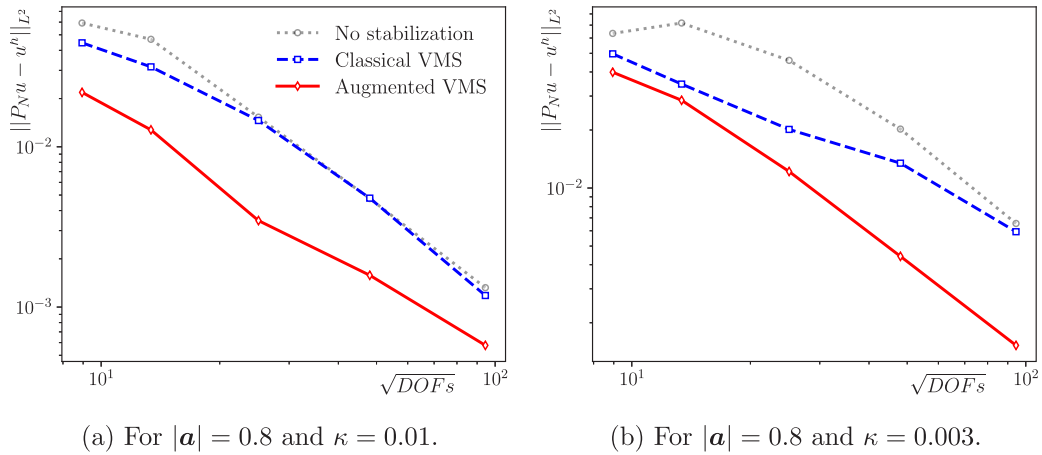 ||P_N u − u^h||_{L^2}
No stabilization
Classical VMS
Augmented VMS
10^{−2}
10^{−3}
10^1
√DOFs
10^2
(a) For |a| = 0.8 and κ = 0.01.
||P_N u − u^h||_{L^2}
10^{−2}
10^1
√DOFs
10^2
(b) For |a| = 0.8 and κ = 0.003.